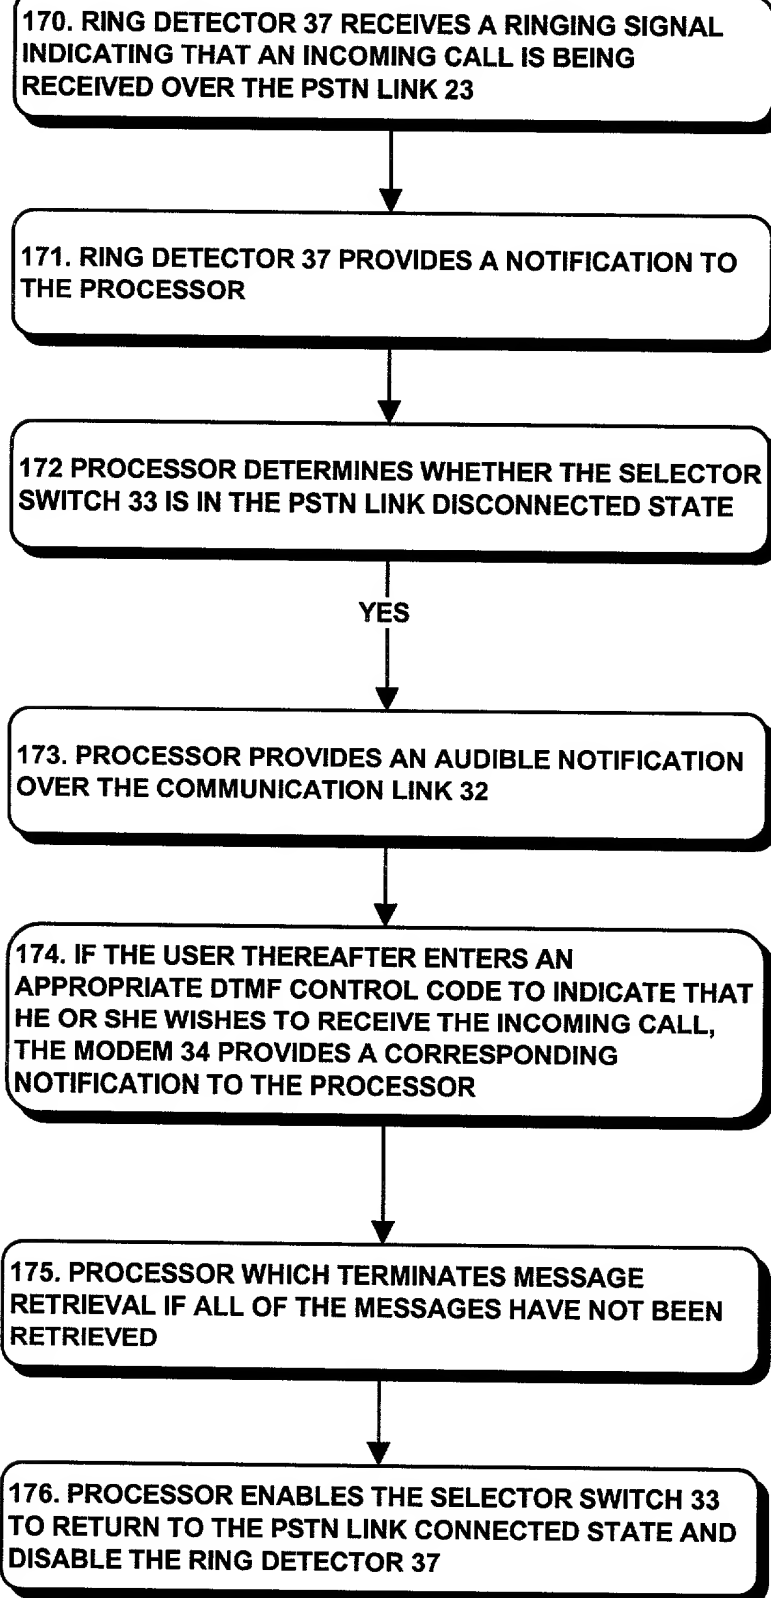 170. RING DETECTOR 37 RECEIVES A RINGING SIGNAL
INDICATING THAT AN INCOMING CALL IS BEING
RECEIVED OVER THE PSTN LINK 23
171. RING DETECTOR 37 PROVIDES A NOTIFICATION TO
THE PROCESSOR
172 PROCESSOR DETERMINES WHETHER THE SELECTOR
SWITCH 33 IS IN THE PSTN LINK DISCONNECTED STATE
YES
173. PROCESSOR PROVIDES AN AUDIBLE NOTIFICATION
OVER THE COMMUNICATION LINK 32
174. IF THE USER THEREAFTER ENTERS AN
APPROPRIATE DTMF CONTROL CODE TO INDICATE THAT
HE OR SHE WISHES TO RECEIVE THE INCOMING CALL,
THE MODEM 34 PROVIDES A CORRESPONDING
NOTIFICATION TO THE PROCESSOR
175. PROCESSOR WHICH TERMINATES MESSAGE
RETRIEVAL IF ALL OF THE MESSAGES HAVE NOT BEEN
RETRIEVED
176. PROCESSOR ENABLES THE SELECTOR SWITCH 33
TO RETURN TO THE PSTN LINK CONNECTED STATE AND
DISABLE THE RING DETECTOR 37